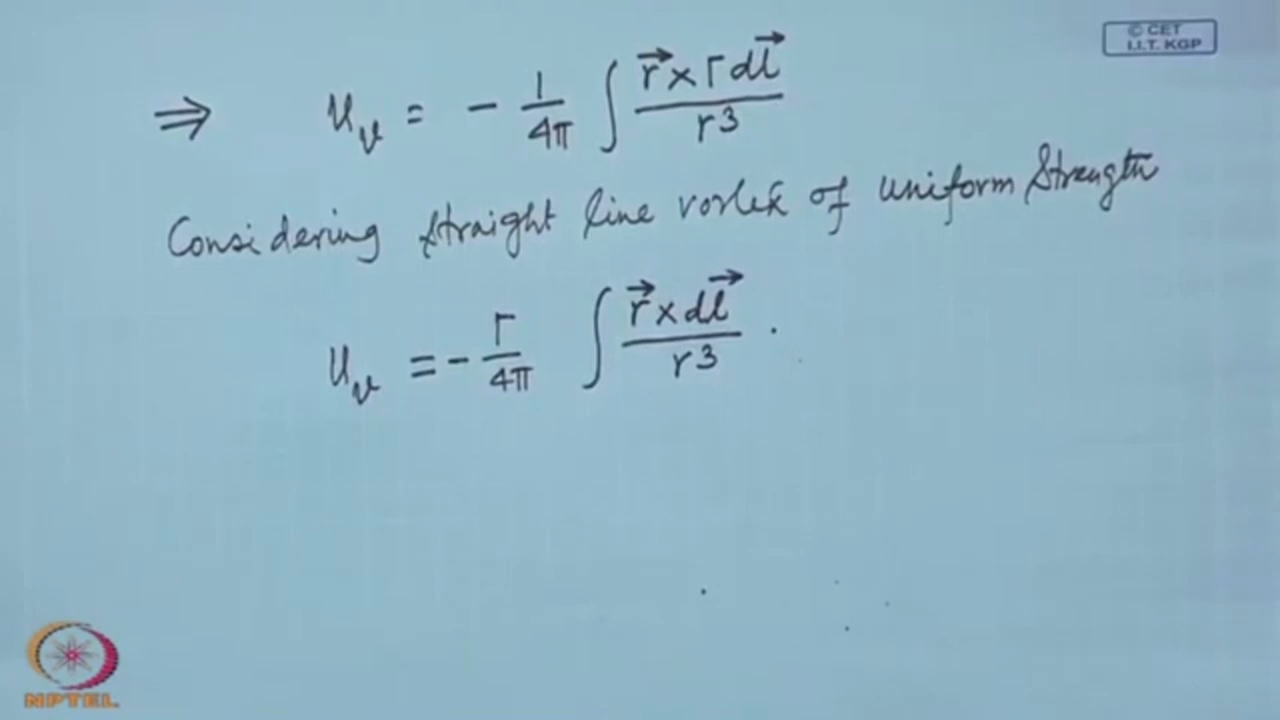 © CET
I.I.T. KGP
⇒ u_v = - 1/4π ∫ r⃗ × Γ dl⃗ / r3
Considering straight line vortex of uniform strength
u_v = - Γ/4π ∫ r⃗ × dl⃗ / r3 .
NPTEL